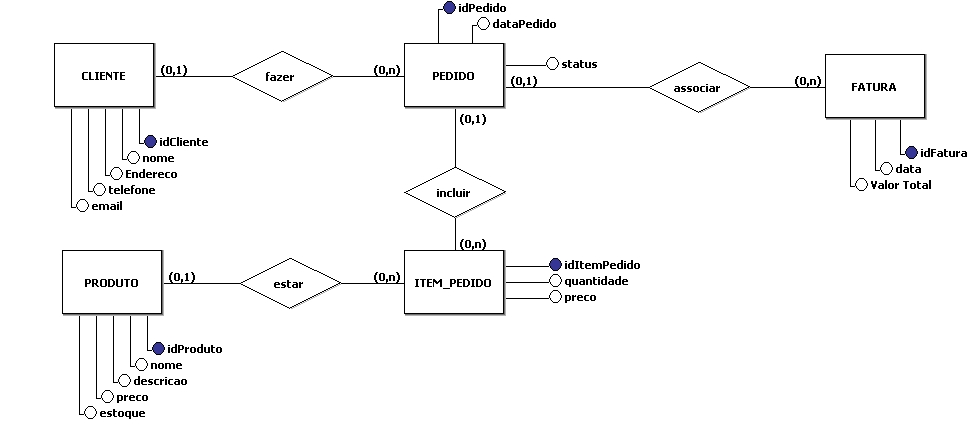 idPedido
dataPedido
CLIENTE
(0,1)
fazer
(0,n)
PEDIDO
status
(0,1)
associar
(0,n)
FATURA
(0,1)
idCliente
nome
Endereco
telefone
email
idFatura
data
Valor Total
incluir
(0,n)
PRODUTO
(0,1)
estar
(0,n)
ITEM_PEDIDO
idItemPedido
quantidade
preco
idProduto
nome
descricao
preco
estoque